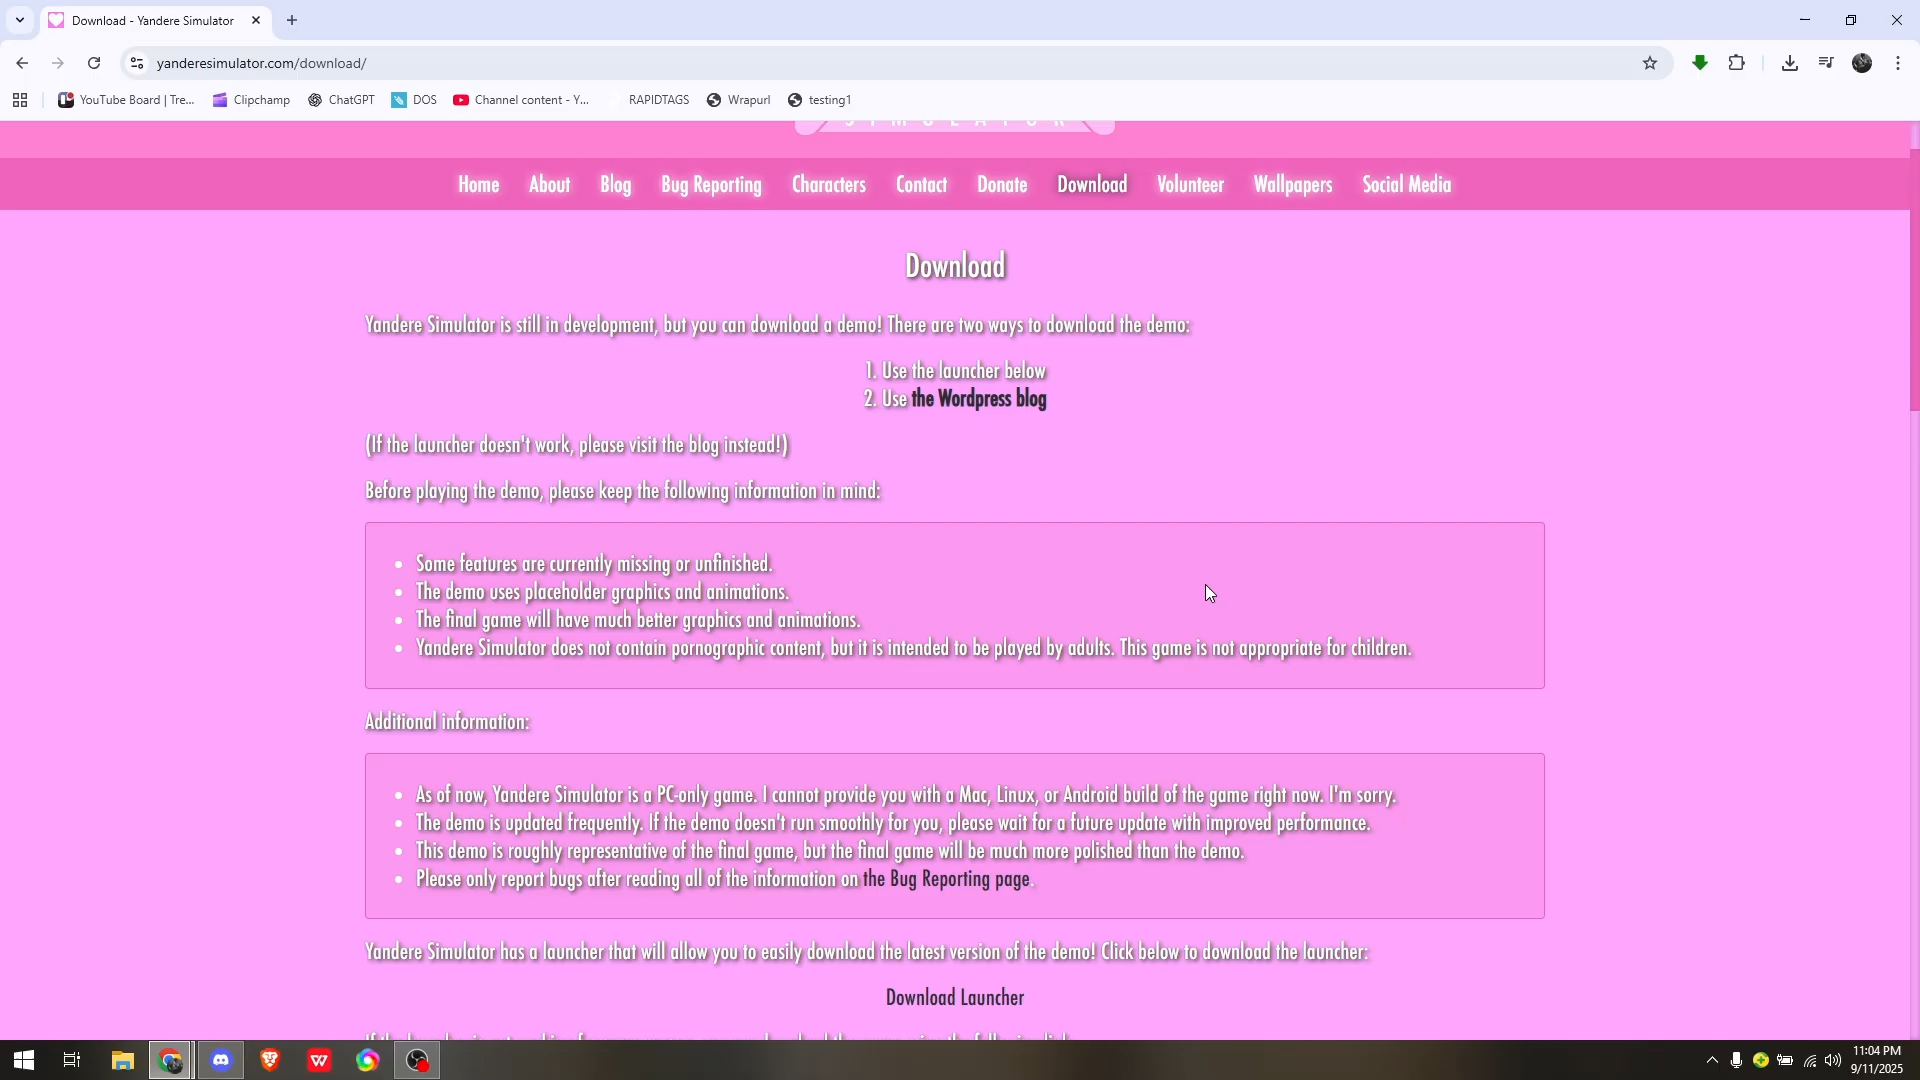 Download - Yandere Simulator
yanderesimulator.com/download/
YouTube Board | Tre...
Clipchamp
ChatGPT
DOS
Channel content - Y...
RAPIDTAGS
Wrapurl
testing1
SIMULATOR
Home
About
Blog
Bug Reporting
Characters
Contact
Donate
Download
Volunteer
Wallpapers
Social Media
Download
Yandere Simulator is still in development, but you can download a demo! There are two ways to download the demo:
1. Use the launcher below
2. Use the Wordpress blog
(If the launcher doesn't work, please visit the blog instead!)
Before playing the demo, please keep the following information in mind:
Some features are currently missing or unfinished.
The demo uses placeholder graphics and animations.
The final game will have much better graphics and animations.
Yandere Simulator does not contain pornographic content, but it is intended to be played by adults. This game is not appropriate for children.
Additional information:
As of now, Yandere Simulator is a PC-only game. I cannot provide you with a Mac, Linux, or Android build of the game right now. I'm sorry.
The demo is updated frequently. If the demo doesn't run smoothly for you, please wait for a future update with improved performance.
This demo is roughly representative of the final game, but the final game will be much more polished than the demo.
Please only report bugs after reading all of the information on the Bug Reporting page.
Yandere Simulator has a launcher that will allow you to easily download the latest version of the demo! Click below to download the launcher:
Download Launcher
11:04 PM
9/11/2025